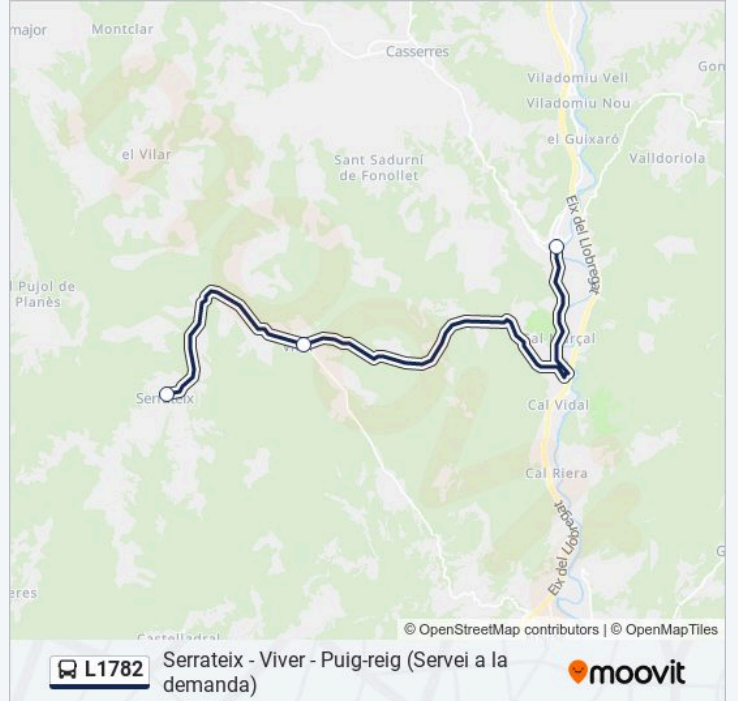 major
Montclar
Casserres
Gon
Viladomiu Vell
Viladomiu Nou
el Guixaró
Valldoriola
el Vilar
Sant Sadurní
de Fonollet
Eix del Llobregat
l Pujol de
Planès
Serrateix
Cal Vidal
Cal Riera
Eix del Llobregat
eres
G
Castelladral
© OpenStreetMap contributors | © OpenMapTiles
L1782
Serrateix - Viver - Puig-reig (Servei a la
demanda)
moovit